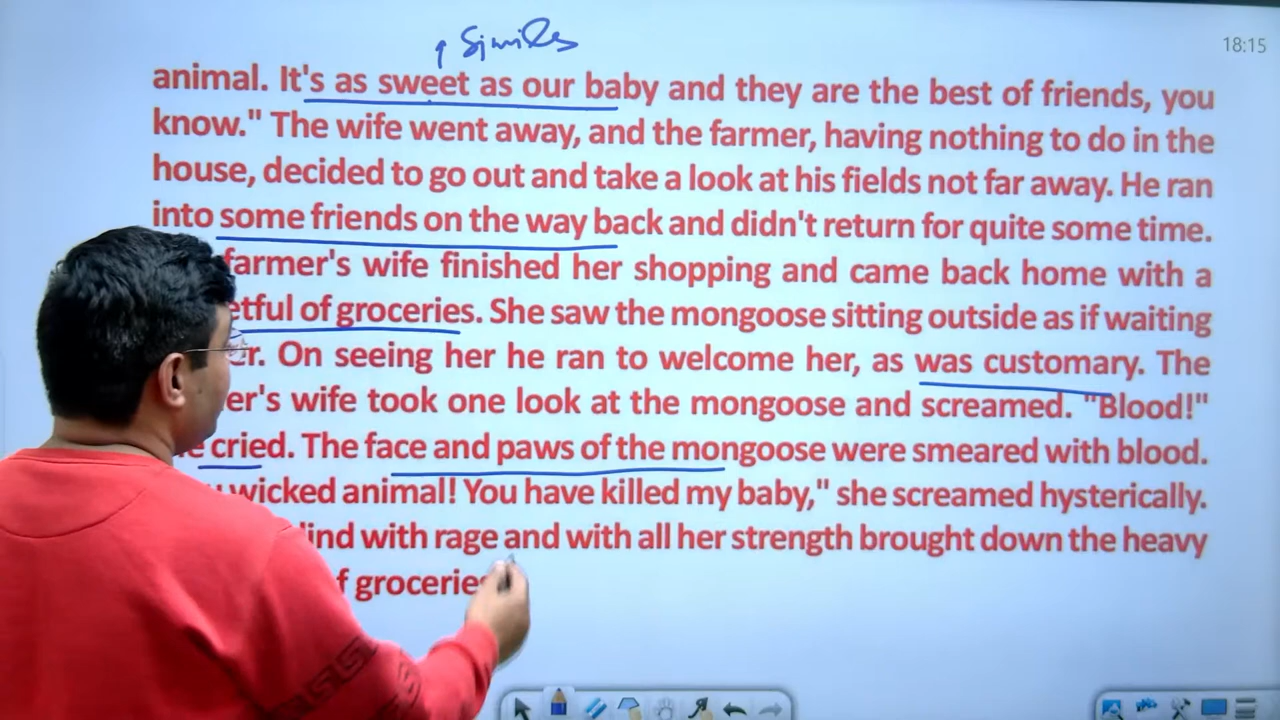 Similes
18:15
animal. It's as sweet as our baby and they are the best of friends, you
know." The wife went away, and the farmer, having nothing to do in the
house, decided to go out and take a look at his fields not far away. He ran
into some friends on the way back and didn't return for quite some time.
farmer's wife finished her shopping and came back home with a
etful of groceries. She saw the mongoose sitting outside as if waiting
er. On seeing her he ran to welcome her, as was customary. The
er's wife took one look at the mongoose and screamed. "Blood!"
e cried. The face and paws of the mongoose were smeared with blood.
wicked animal! You have killed my baby," she screamed hysterically.
ind with rage and with all her strength brought down the heavy
f groceries